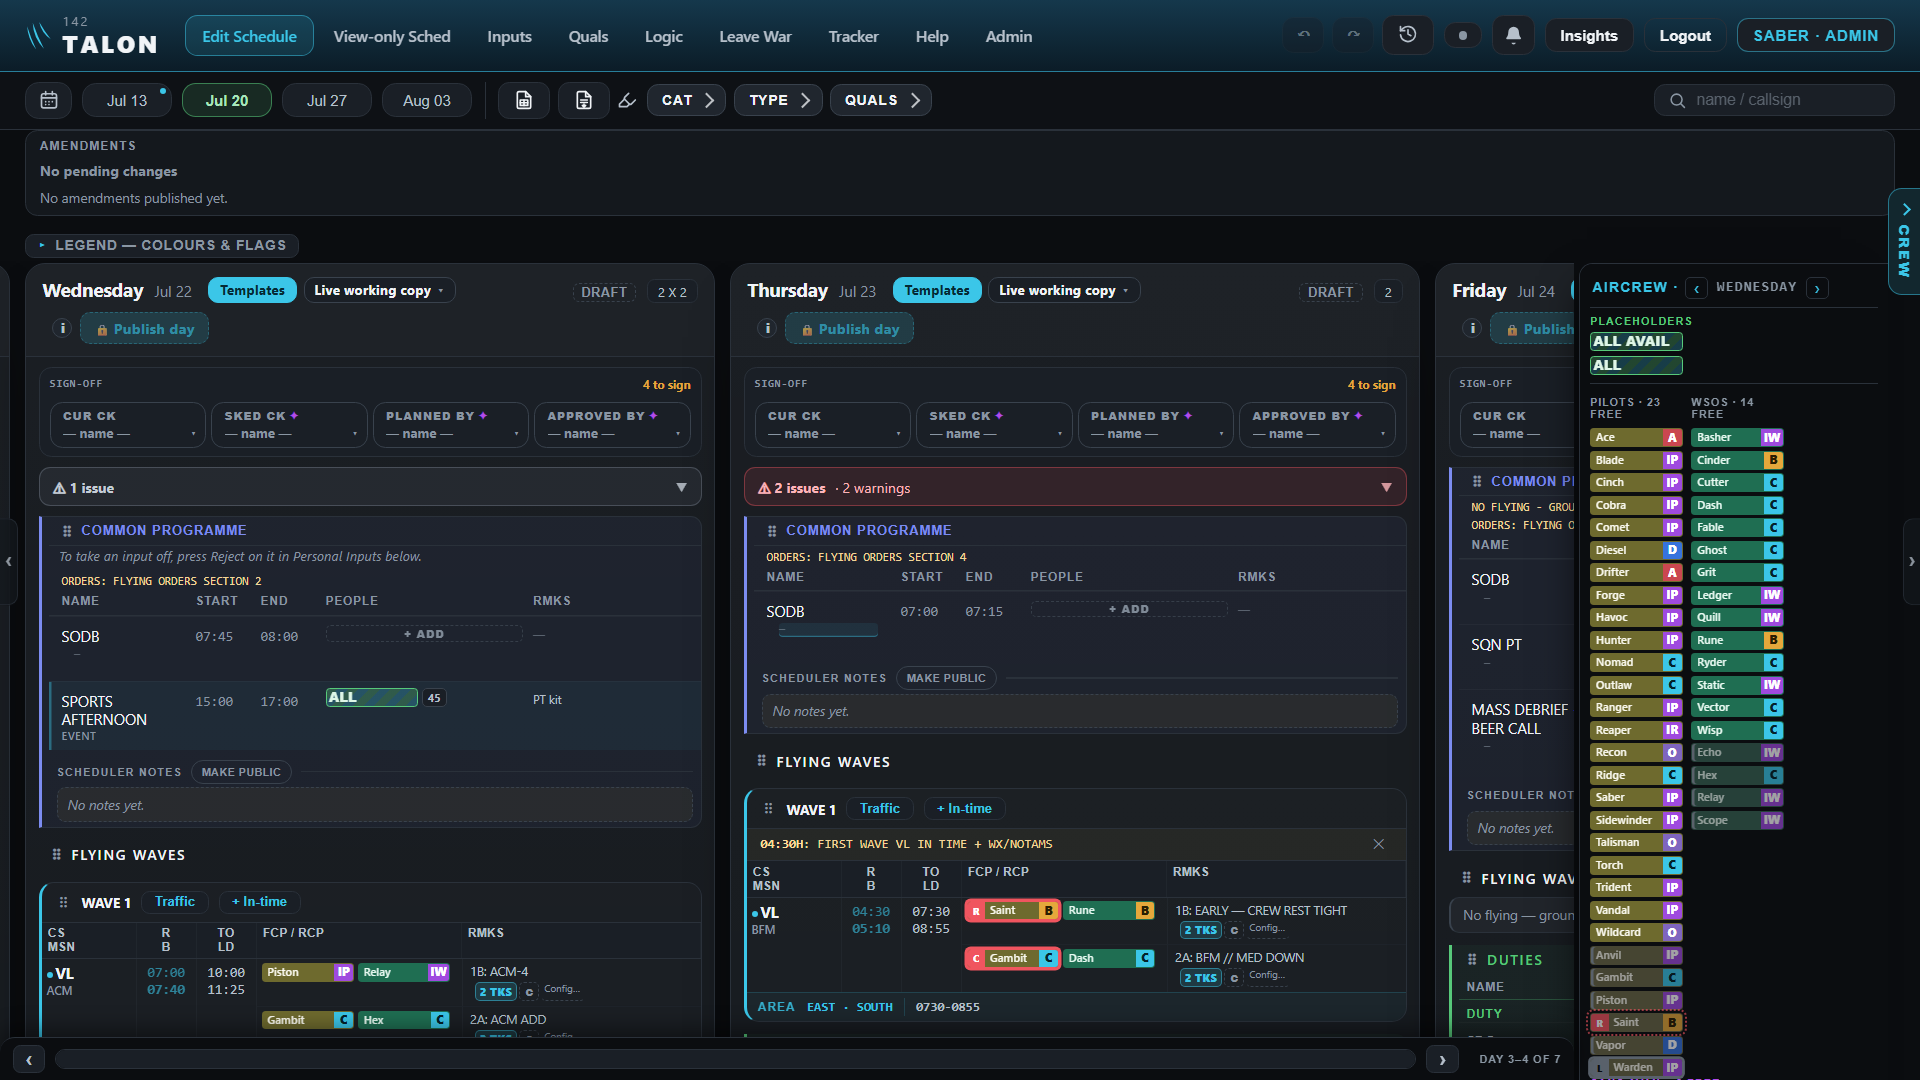 142
TALON
Edit Schedule
View-only Sched
Inputs
Quals
Logic
Leave War
Tracker
Help
Admin
Insights
Logout
SABER · ADMIN
Jul 13
Jul 20
Jul 27
Aug 03
CAT
TYPE
QUALS
name / callsign
AMENDMENTS
No pending changes
No amendments published yet.
LEGEND — COLOURS & FLAGS
CREW
Wednesday Jul 22 Templates Live working copy DRAFT 2 X 2
Publish day
SIGN-OFF 4 to sign
CUR CK SKED CK PLANNED BY APPROVED BY
— name — — name — — name — — name —
1 issue
COMMON PROGRAMME
To take an input off, press Reject on it in Personal Inputs below.
ORDERS: FLYING ORDERS SECTION 2
NAME START END PEOPLE RMKS
SODB 07:45 08:00 + ADD —
—
SPORTS AFTERNOON 15:00 17:00 ALL 45 PT kit
EVENT
SCHEDULER NOTES MAKE PUBLIC
No notes yet.
FLYING WAVES
WAVE 1 Traffic + In-time
CS R TO FCP / RCP RMKS
MSN B LD
VL 07:00 10:00 Piston IP Relay IW 1B: ACM-4
ACM 07:40 11:25 2 TKS C Config...
Gambit C Hex C 2A: ACM ADD
Thursday Jul 23 Templates Live working copy DRAFT 2
Publish day
SIGN-OFF 4 to sign
CUR CK SKED CK PLANNED BY APPROVED BY
— name — — name — — name — — name —
2 issues · 2 warnings
COMMON PROGRAMME
ORDERS: FLYING ORDERS SECTION 4
NAME START END PEOPLE RMKS
SODB 07:00 07:15 + ADD —
—
SCHEDULER NOTES MAKE PUBLIC
No notes yet.
FLYING WAVES
WAVE 1 Traffic + In-time
04:30H: FIRST WAVE VL IN TIME + WX/NOTAMS
CS R TO FCP / RCP RMKS
MSN B LD
VL 04:30 07:30 R Saint B Rune B 1B: EARLY — CREW REST TIGHT
BFM 05:10 08:55 2 TKS C Config...
C Gambit C Dash C 2A: BFM // MED DOWN
2 TKS C Config...
AREA EAST · SOUTH 0730-0855
Friday Jul 24
Publish
SIGN-OFF
CUR CK
— name —
COMMON P
NO FLYING - GROU
ORDERS: FLYING O
NAME
SODB
—
SQN PT
—
MASS DEBRIEF
BEER CALL
—
SCHEDULER NOT
No notes yet.
FLYING WAV
No flying — groun
DUTIES
NAME
DUTY
AIRCREW · WEDNESDAY
PLACEHOLDERS
ALL AVAIL
ALL
PILOTS · 23 FREE
WSOS · 14 FREE
Ace A Basher IW
Blade IP Cinder B
Cinch IP Cutter C
Cobra IP Dash C
Comet IP Fable C
Diesel D Ghost C
Drifter A Grit C
Forge IP Ledger IW
Havoc IP Quill IW
Hunter IP Rune B
Nomad C Ryder C
Outlaw C Static IW
Ranger IP Vector C
Reaper IR Wisp C
Recon O Echo IW
Ridge C Hex C
Saber IP Relay IW
Sidewinder IP Scope IW
Talisman O
Torch C
Trident IP
Vandal IP
Wildcard O
Anvil IP
Gambit C
Piston IP
R Saint B
Vapor D
L Warden IP
DAY 3–4 OF 7